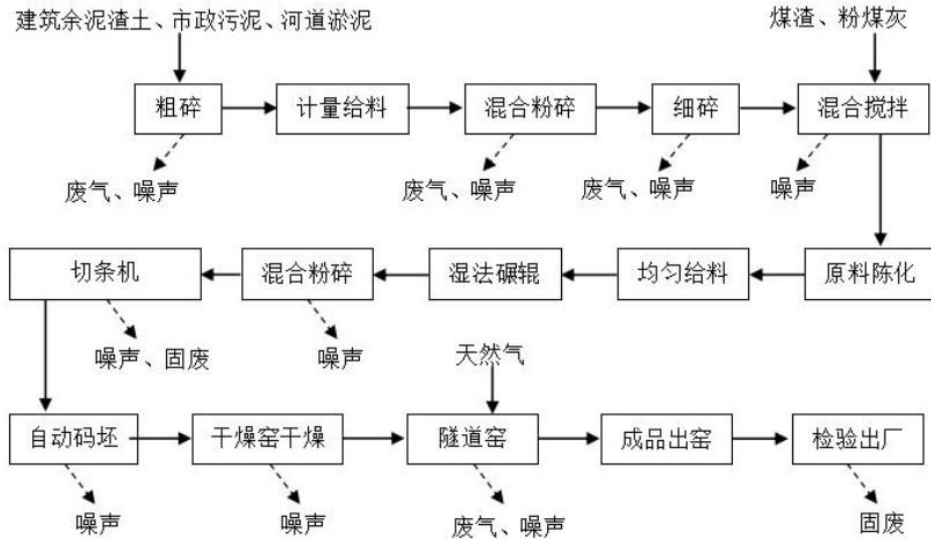 建筑余泥渣土、市政污泥、河道淤泥
煤渣、粉煤灰
粗碎
计量给料
混合粉碎
细碎
混合搅拌
废气、噪声
废气、噪声
废气、噪声
噪声
切条机
混合粉碎
湿法碾辊
均匀给料
原料陈化
噪声、固废
噪声
天然气
自动码坯
干燥窑干燥
隧道窑
成品出窑
检验出厂
噪声
噪声
废气、噪声
固废